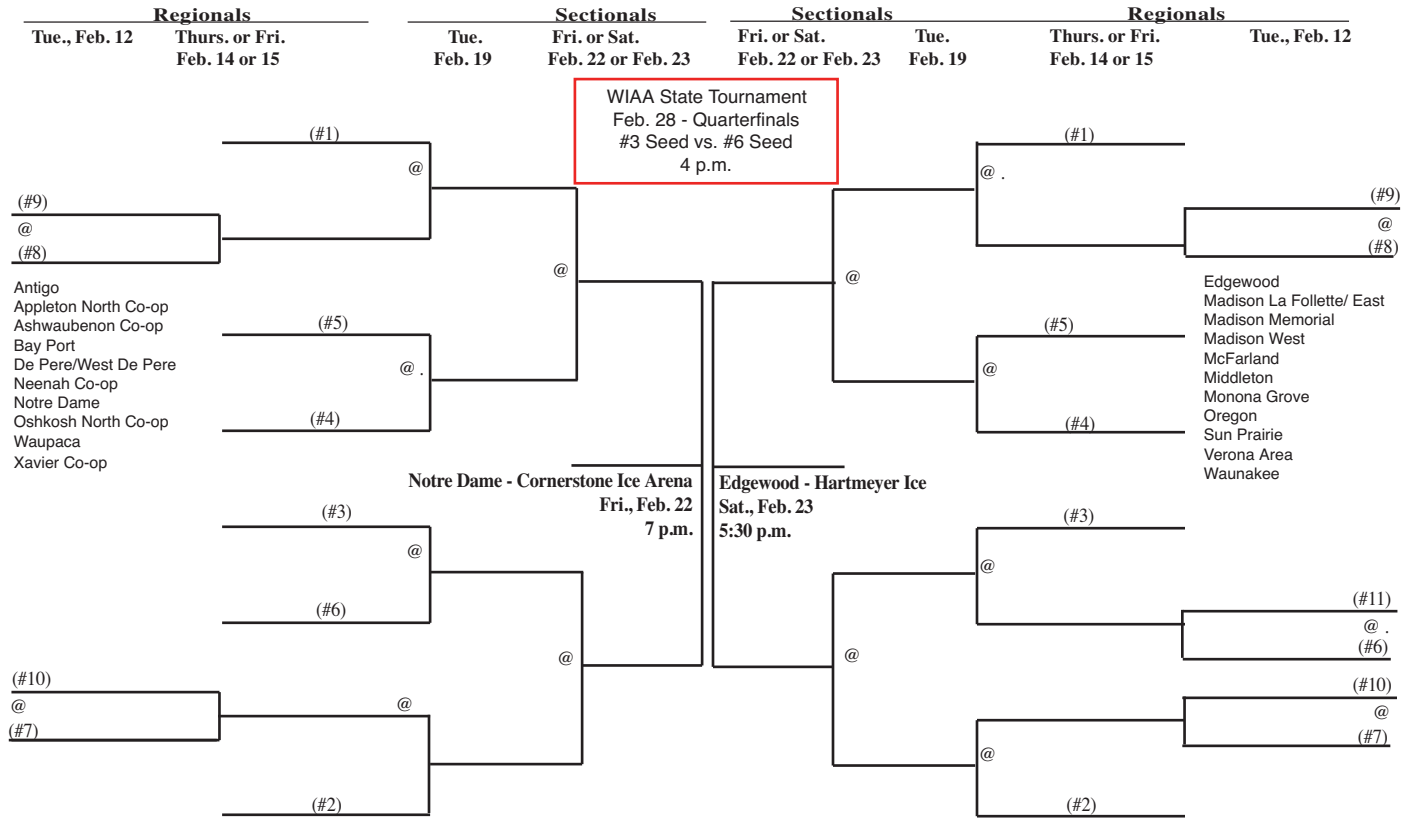 Regionals
Sectionals
Sectionals
Regionals
Tue., Feb. 12
Thurs. or Fri.
Feb. 14 or 15
Tue.
Feb. 19
Fri. or Sat.
Feb. 22 or Feb. 23
Fri. or Sat.
Feb. 22 or Feb. 23
Tue.
Feb. 19
Thurs. or Fri.
Feb. 14 or 15
Tue., Feb. 12
WIAA State Tournament
Feb. 28 - Quarterfinals
#3 Seed vs. #6 Seed
4 p.m.
(#1)
@
(#9)
@
(#8)
@
Antigo
Appleton North Co-op
Ashwaubenon Co-op
Bay Port
De Pere/West De Pere
Neenah Co-op
Notre Dame
Oshkosh North Co-op
Waupaca
Xavier Co-op
(#5)
@ .
(#4)
Notre Dame - Cornerstone Ice Arena
Fri., Feb. 22
7 p.m.
(#3)
@
(#6)
@
(#10)
@
(#7)
@
(#2)
(#1)
@ .
(#9)
@
(#8)
@
Edgewood
Madison La Follette/ East
Madison Memorial
Madison West
McFarland
Middleton
Monona Grove
Oregon
Sun Prairie
Verona Area
Waunakee
(#5)
@
(#4)
Edgewood - Hartmeyer Ice
Sat., Feb. 23
5:30 p.m.
(#3)
@
(#11)
@ .
(#6)
@
(#10)
@
(#7)
@
(#2)